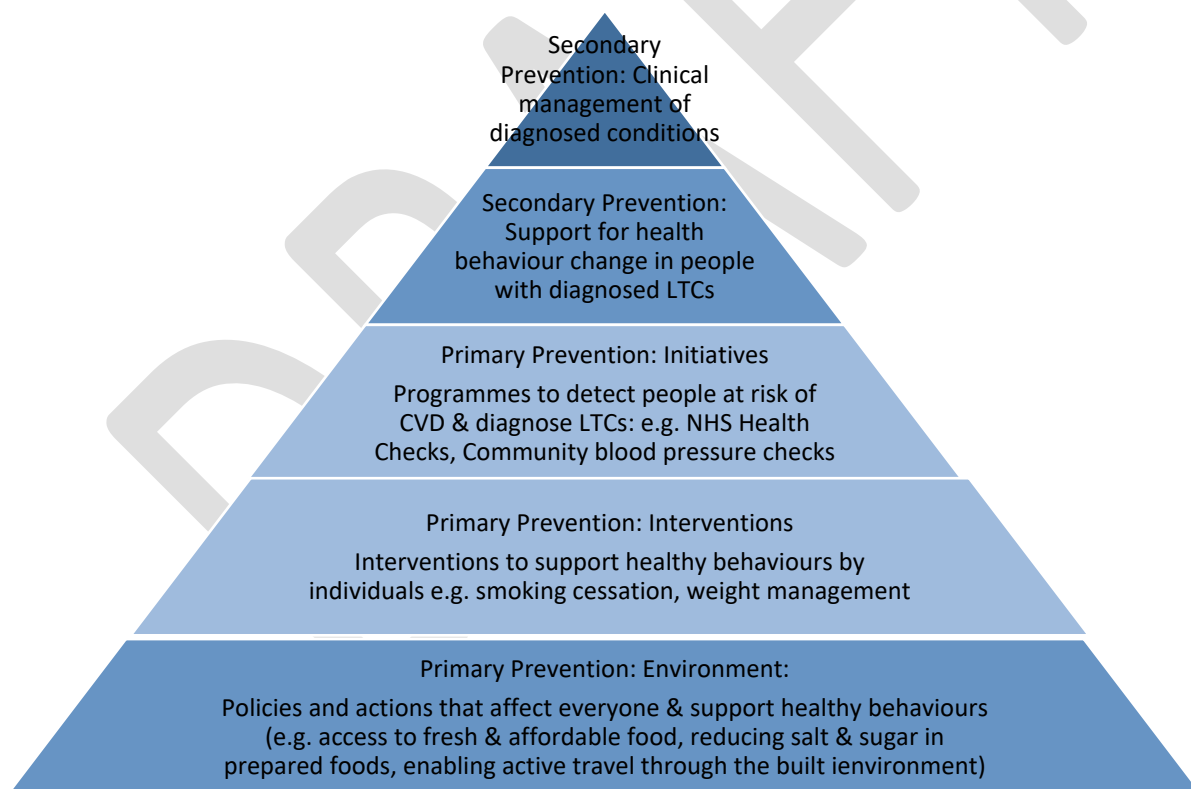 Secondary
Prevention: Clinical
management of
diagnosed conditions
Secondary Prevention:
Support for health
behaviour change in people
with diagnosed LTCs
Primary Prevention: Initiatives
Programmes to detect people at risk of
CVD & diagnose LTCs: e.g. NHS Health
Checks, Community blood pressure checks
Primary Prevention: Interventions
Interventions to support healthy behaviours by
individuals e.g. smoking cessation, weight management
Primary Prevention: Environment:
Policies and actions that affect everyone & support healthy behaviours
(e.g. access to fresh & affordable food, reducing salt & sugar in
prepared foods, enabling active travel through the built ienvironment)